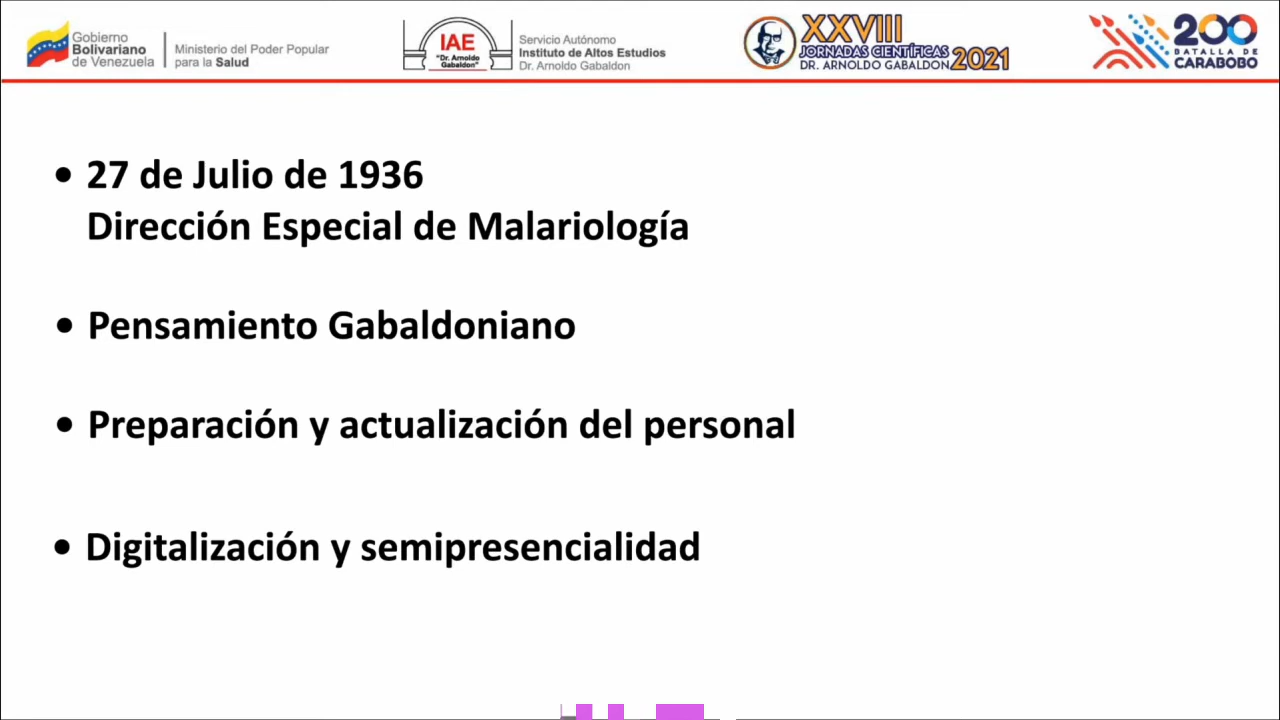 Gobierno
Bolivariano
de Venezuela
Ministerio del Poder Popular
para la Salud
IAE
"Dr. Arnoldo
Gabaldon"
Servicio Autónomo
Instituto de Altos Estudios
Dr. Arnoldo Gabaldon
XXVIII
JORNADAS CIENTÍFICAS
DR. ARNOLDO GABALDON 2021
200
BATALLA DE
CARABOBO
• 27 de Julio de 1936
Dirección Especial de Malariología
• Pensamiento Gabaldoniano
• Preparación y actualización del personal
• Digitalización y semipresencialidad